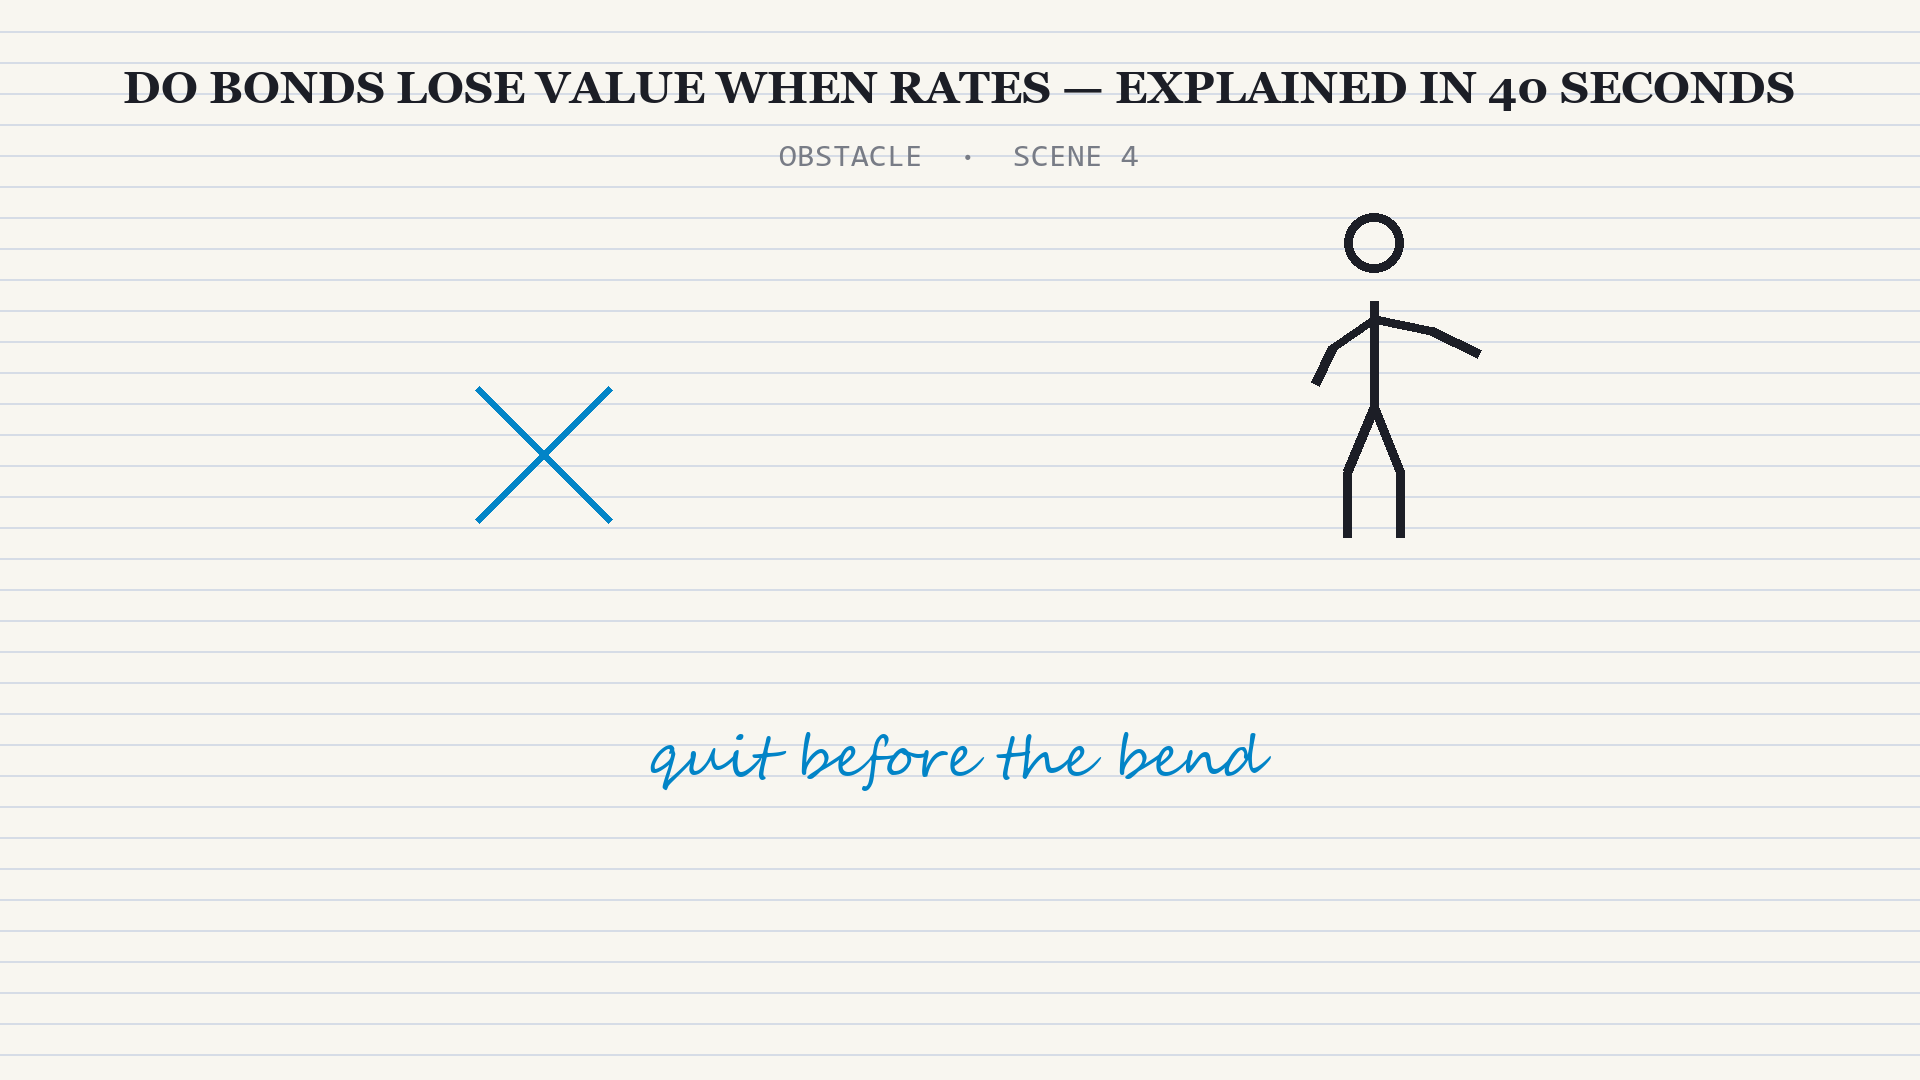 DO BONDS LOSE VALUE WHEN RATES — EXPLAINED IN 40 SECONDS
OBSTACLE · SCENE 4
quit before the bend